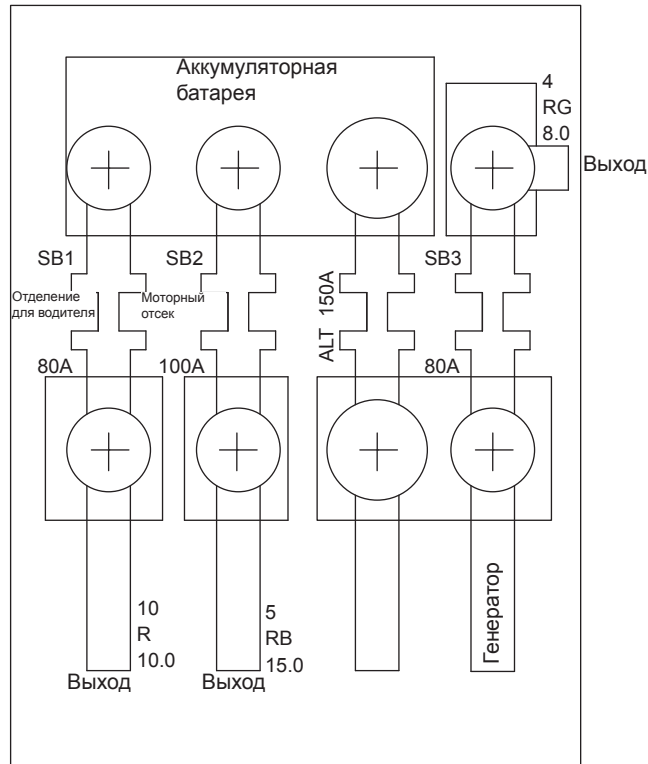 Аккумуляторная
батарея
4
RG
8.0
Выход
SB1
SB2
SB3
Отделение
для водителя
Моторный
отсек
ALT 150A
80A
100A
80A
10
R
10.0
Выход
5
RB
15.0
Выход
Генератор